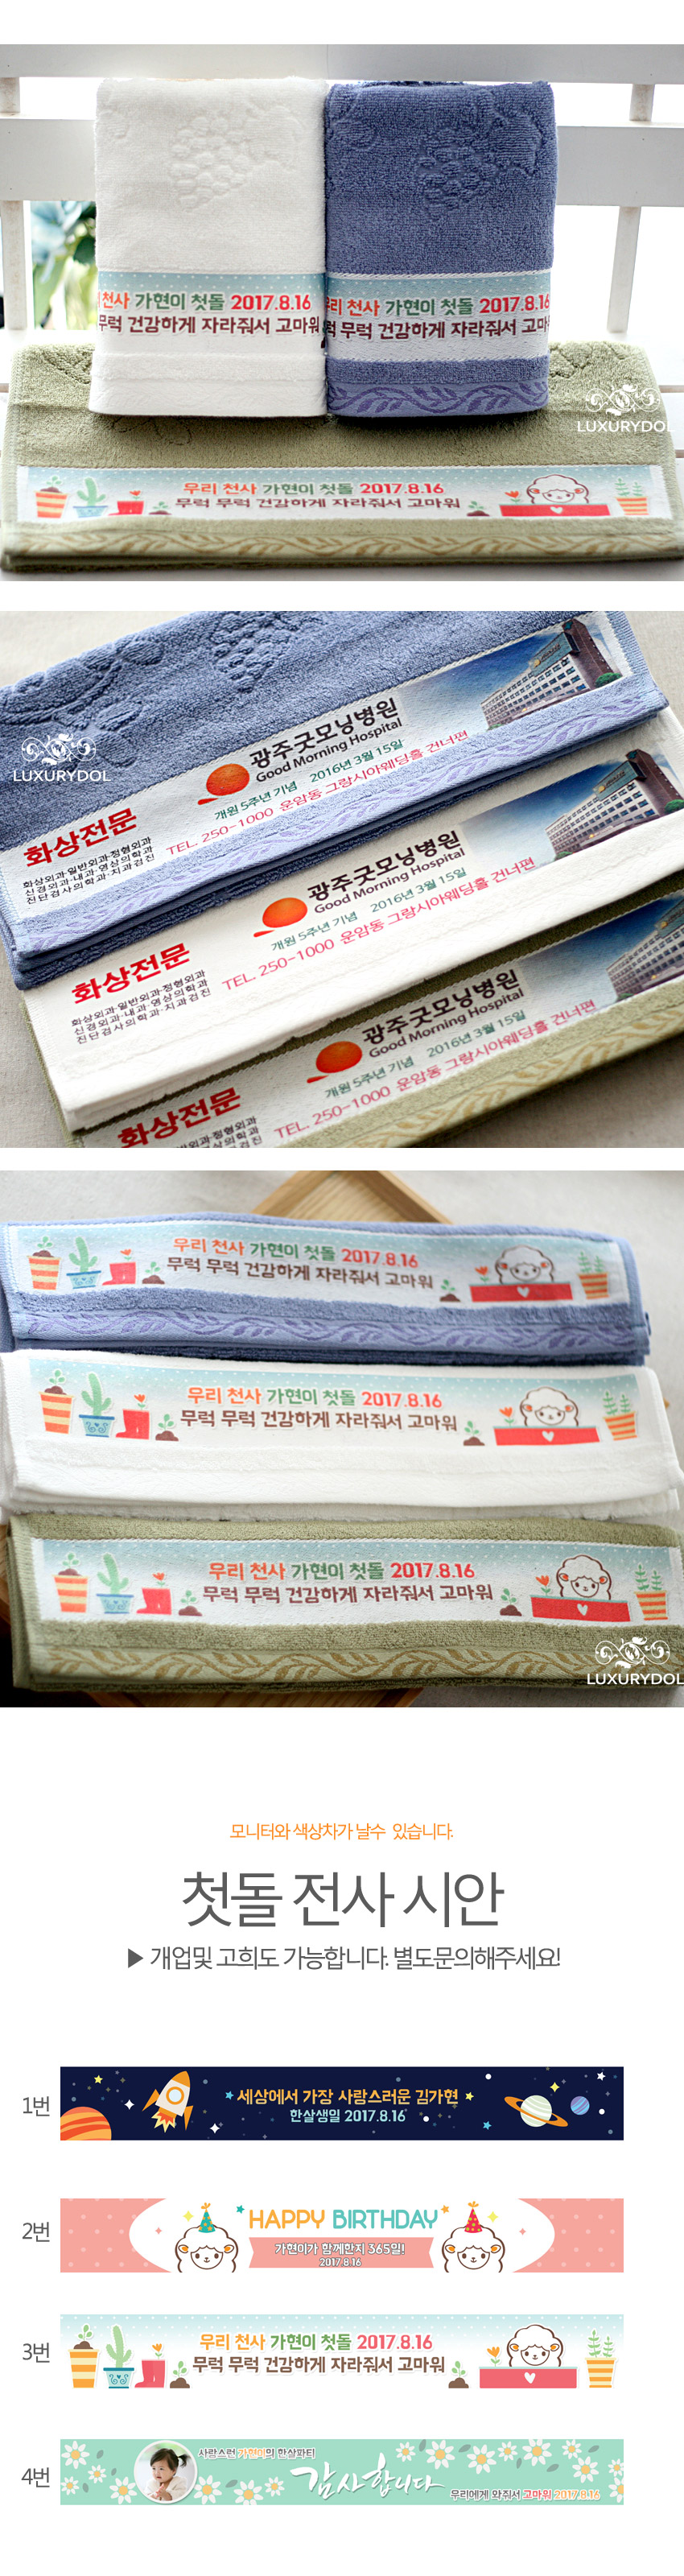 천사 가현이 첫돌 2017.8.16
무럭 건강하게 자라줘서 고마워
우리 천사 가현이 첫돌 2017.8.16
무럭 건강하게 자라줘서 고마
LUXURYDOL
우리 천사 가현이 첫돌 2017.8.16
무럭 무럭 건강하게 자라줘서 고마워
LUXURYDOL
광주굿모닝병원
Good Morning Hospital
개원 5주년 기념 2016년 3월 15일
TEL. 250-1000 운암동 그랑시아웨딩홀 건너편
화상전문
화상외과·일반외과·정형외과
신경외과·내과·영상의학과
진단검사의학과·치과검진
광주굿모닝병원
Good Morning Hospital
개원 5주년 기념 2016년 3월 15일
TEL. 250-1000 운암동 그랑시아웨딩홀 건너편
화상전문
화상외과·일반외과·정형외과
신경외과·내과·영상의학과
진단검사의학과·치과검진
광주굿모닝병원
Good Morning Hospital
개원 5주년 기념 2016년 3월 15일
TEL. 250-1000 운암동 그랑시아웨딩홀 건너편
화상전문
우리 천사 가현이 첫돌 2017.8.16
무럭 무럭 건강하게 자라줘서 고마워
우리 천사 가현이 첫돌 2017.8.16
무럭 무럭 건강하게 자라줘서 고마워
우리 천사 가현이 첫돌 2017.8.16
무럭 무럭 건강하게 자라줘서 고마워
LUXURYDOL
모니터와 색상차가 날수 있습니다.
첫돌 전사 시안
▶ 개업및 고희도 가능합니다. 별도문의해주세요!
1번
세상에서 가장 사랑스러운 김가현
한살생일 2017.8.16
2번
HAPPY BIRTHDAY
가현이가 함께한지 365일!
2017.8.16
3번
우리 천사 가현이 첫돌 2017.8.16
무럭 무럭 건강하게 자라줘서 고마워
4번
사랑스런 가현이의 한살파티
감사합니다
우리에게 와줘서 고마워 2017.8.16